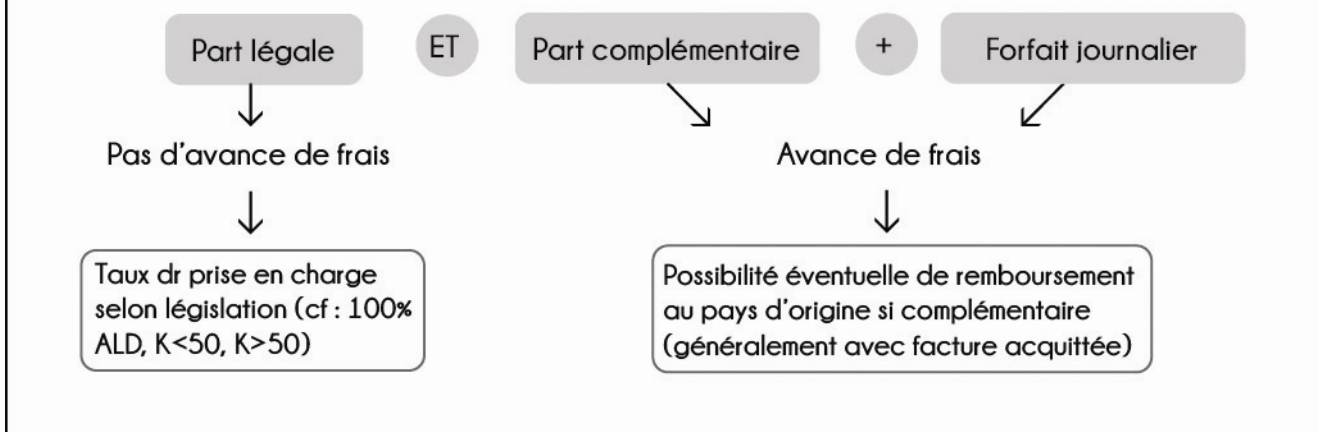 Part légale ET Part complémentaire + Forfait journalier
Pas d'avance de frais
Avance de frais
Taux dr prise en charge
selon législation (cf : 100%
ALD, K<50, K>50)
Possibilité éventuelle de remboursement
au pays d'origine si complémentaire
(généralement avec facture acquittée)